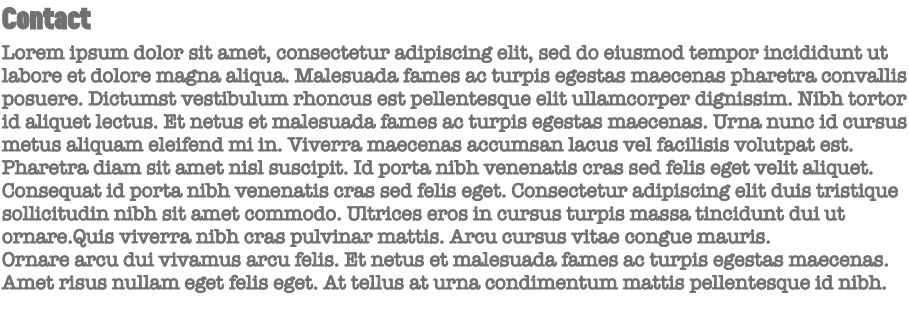 Contact
Lorem ipsum dolor sit amet, consectetur adipiscing elit, sed do eiusmod tempor incididunt ut
labore et dolore magna aliqua. Malesuada fames ac turpis egestas maecenas pharetra convallis
posuere. Dictumst vestibulum rhoncus est pellentesque elit ullamcorper dignissim. Nibh tortor
id aliquet lectus. Et netus et malesuada fames ac turpis egestas maecenas. Urna nunc id cursus
metus aliquam eleifend mi in. Viverra maecenas accumsan lacus vel facilisis volutpat est.
Pharetra diam sit amet nisl suscipit. Id porta nibh venenatis cras sed felis eget velit aliquet.
Consequat id porta nibh venenatis cras sed felis eget. Consectetur adipiscing elit duis tristique
sollicitudin nibh sit amet commodo. Ultrices eros in cursus turpis massa tincidunt dui ut
ornare.Quis viverra nibh cras pulvinar mattis. Arcu cursus vitae congue mauris.
Ornare arcu dui vivamus arcu felis. Et netus et malesuada fames ac turpis egestas maecenas.
Amet risus nullam eget felis eget. At tellus at urna condimentum mattis pellentesque id nibh.